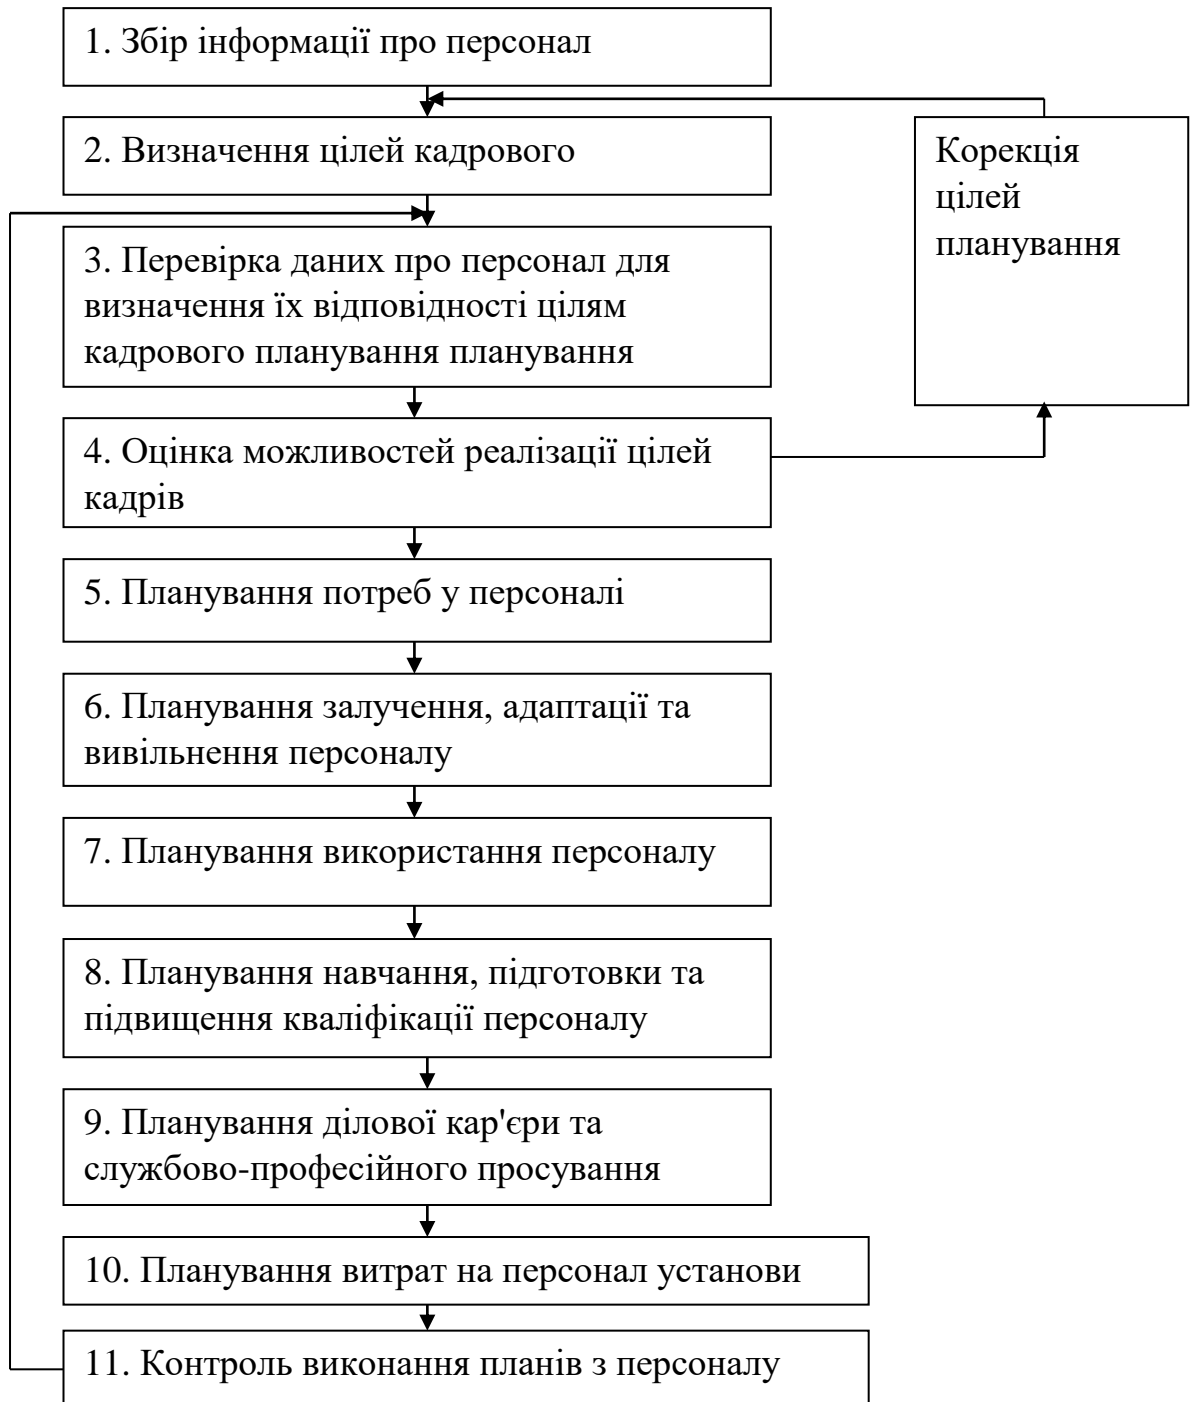 1. Збір інформації про персонал
2. Визначення цілей кадрового
Корекція
цілей
планування
3. Перевірка даних про персонал для
визначення їх відповідності цілям
кадрового планування планування
4. Оцінка можливостей реалізації цілей
кадрів
5. Планування потреб у персоналі
6. Планування залучення, адаптації та
вивільнення персоналу
7. Планування використання персоналу
8. Планування навчання, підготовки та
підвищення кваліфікації персоналу
9. Планування ділової кар'єри та
службово-професійного просування
10. Планування витрат на персонал установи
11. Контроль виконання планів з персоналу